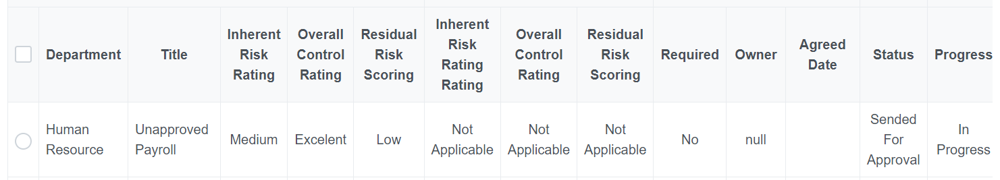 Department Title Inherent Risk Rating Overall Control Rating Residual Risk Scoring Inherent Risk Rating Rating Overall Control Rating Residual Risk Scoring Required Owner Agreed Date Status Progress
Human Resource Unapproved Payroll Medium Excelent Low Not Applicable Not Applicable Not Applicable No null Sended For Approval In Progress